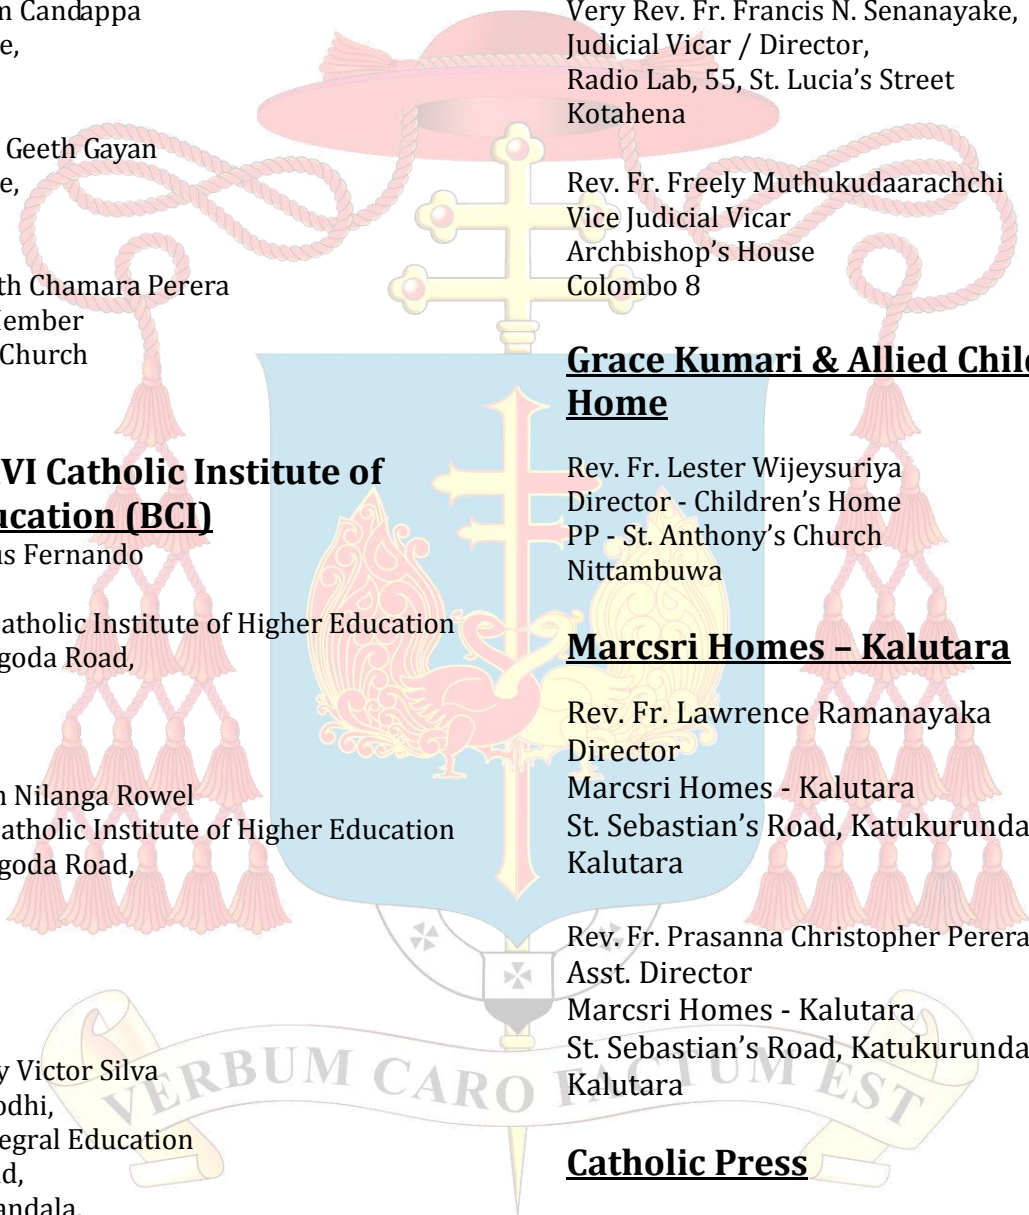 m Candappa
e,
Geeth Gayan
e,
th Chamara Perera
ember
Church
VI Catholic Institute of
ucation (BCI)
us Fernando
atholic Institute of Higher Education
goda Road,
n Nilanga Rowel
atholic Institute of Higher Education
goda Road,
y Victor Silva
odhi,
egral Education
d,
andala.
Very Rev. Fr. Francis N. Senanayake,
Judicial Vicar / Director,
Radio Lab, 55, St. Lucia’s Street
Kotahena
Rev. Fr. Freely Muthukudaarachchi
Vice Judicial Vicar
Archbishop’s House
Colombo 8
Grace Kumari & Allied Chil
Home
Rev. Fr. Lester Wijeysuriya
Director - Children’s Home
PP - St. Anthony’s Church
Nittambuwa
Marcsri Homes – Kalutara
Rev. Fr. Lawrence Ramanayaka
Director
Marcsri Homes - Kalutara
St. Sebastian’s Road, Katukurunda
Kalutara
Rev. Fr. Prasanna Christopher Perera
Asst. Director
Marcsri Homes - Kalutara
St. Sebastian’s Road, Katukurunda
Kalutara
Catholic Press
VERBUM CARO FACTUM EST